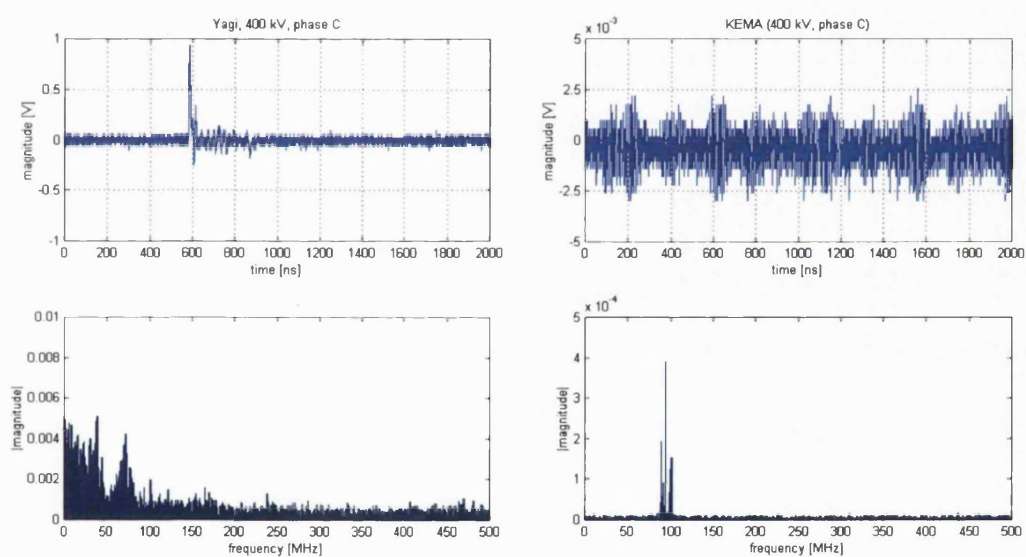 Yagi, 400 kV, phase C
1
0.5
0
-0.5
-1
magnitude [V]
0 200 400 600 800 1000 1200 1400 1600 1800 2000
time [ns]
KEMA (400 kV, phase C)
5 x 10⁻³
2.5
0
-2.5
-5
magnitude [V]
0 200 400 600 800 1000 1200 1400 1600 1800 2000
time [ns]
0.01
0.008
0.006
0.004
0.002
0
|magnitude|
0 50 100 150 200 250 300 350 400 450 500
frequency [MHz]
5 x 10⁻⁴
4
3
2
1
0
|magnitude|
0 50 100 150 200 250 300 350 400 450 500
frequency [MHz]